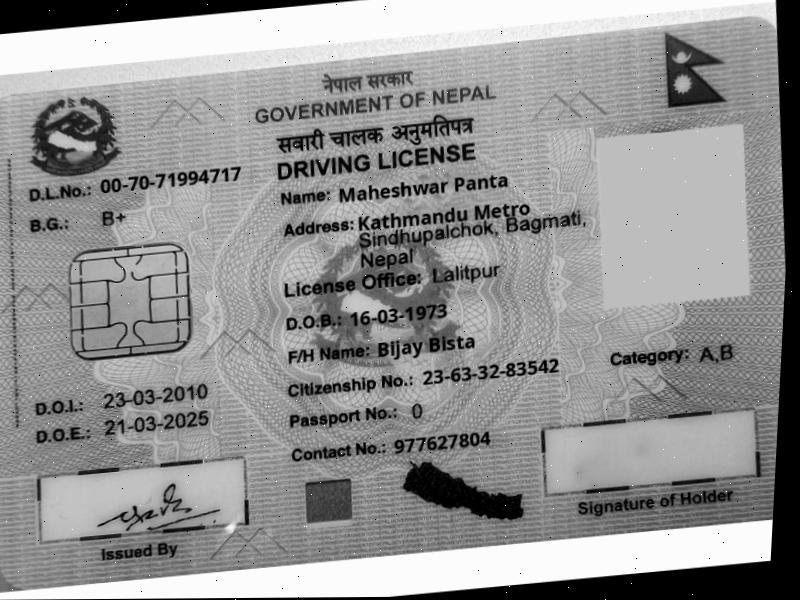 नेपाल सरकार
GOVERNMENT OF NEPAL
सवारी चालक अनुमतिपत्र
DRIVING LICENSE
D.L.No.: 00-70-71994717
B.G.: B+
Name: Maheshwar Panta
Address: Kathmandu Metro
Sindhupalchok, Bagmati,
Nepal
License Office: Lalitpur
D.O.B.: 16-03-1973
F/H Name: Bijay Bista
Citizenship No.: 23-63-32-83542
Category: A,B
D.O.I.: 23-03-2010
Passport No.: 0
D.O.E.: 21-03-2025
Contact No.: 977627804
Issued By
Signature of Holder